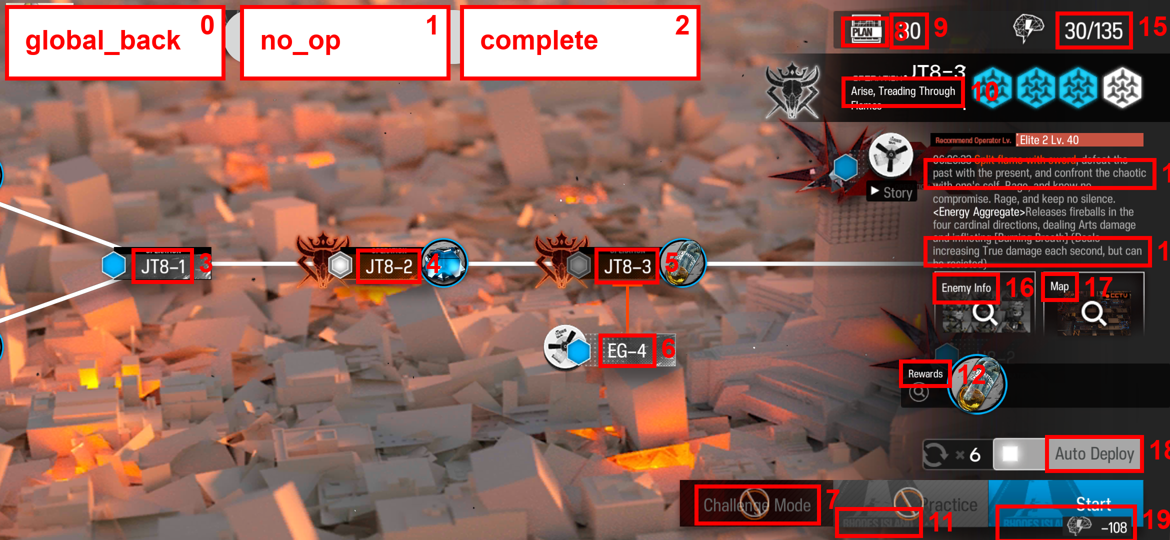 global_back 0
no_op 1
complete 2
PLAN 8
80 9
30/135 15
JT8-3
Arise, Treading Through 10
Flames
Recommend Operator Lv. Elite 2 Lv. 40
Split flame with sword, defeat the
past with the present, and confront the chaotic
with one's self. Rage, and know no
compromise. Rage, and keep no silence.
<Energy Aggregate>Releases fireballs in the
four cardinal directions, dealing Arts damage
and inflicting [Burning Breath] (Deals
increasing True damage each second, but can
be resisted)
Story
JT8-1 3
JT8-2 4
JT8-3 5
EG-4 6
Enemy Info 16
Map 17
Rewards 12
× 6
Auto Deploy 18
Challenge Mode 7
Practice
11
Start
-108 19